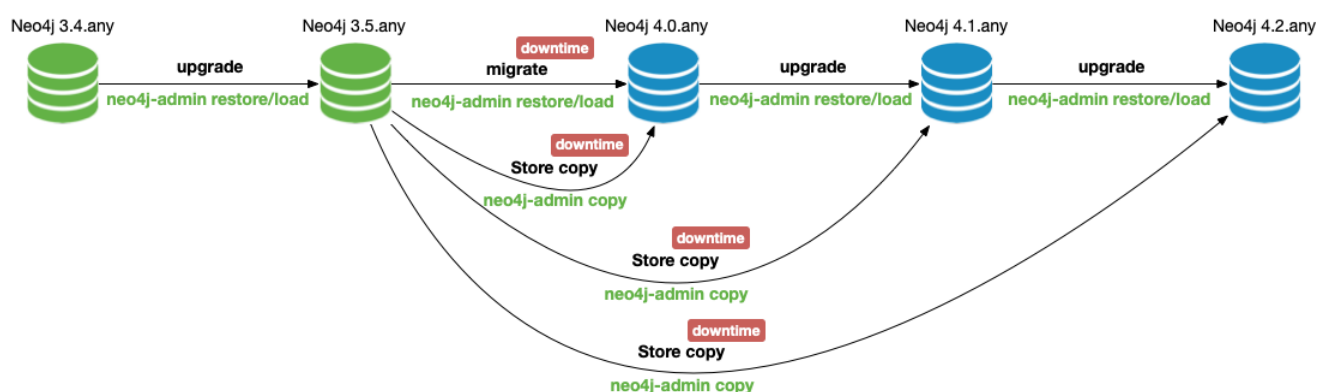 Neo4j 3.4.any
Neo4j 3.5.any
Neo4j 4.0.any
Neo4j 4.1.any
Neo4j 4.2.any
upgrade
neo4j-admin restore/load
downtime
migrate
neo4j-admin restore/load
upgrade
neo4j-admin restore/load
upgrade
neo4j-admin restore/load
downtime
Store copy
neo4j-admin copy
downtime
Store copy
neo4j-admin copy
downtime
Store copy
neo4j-admin copy